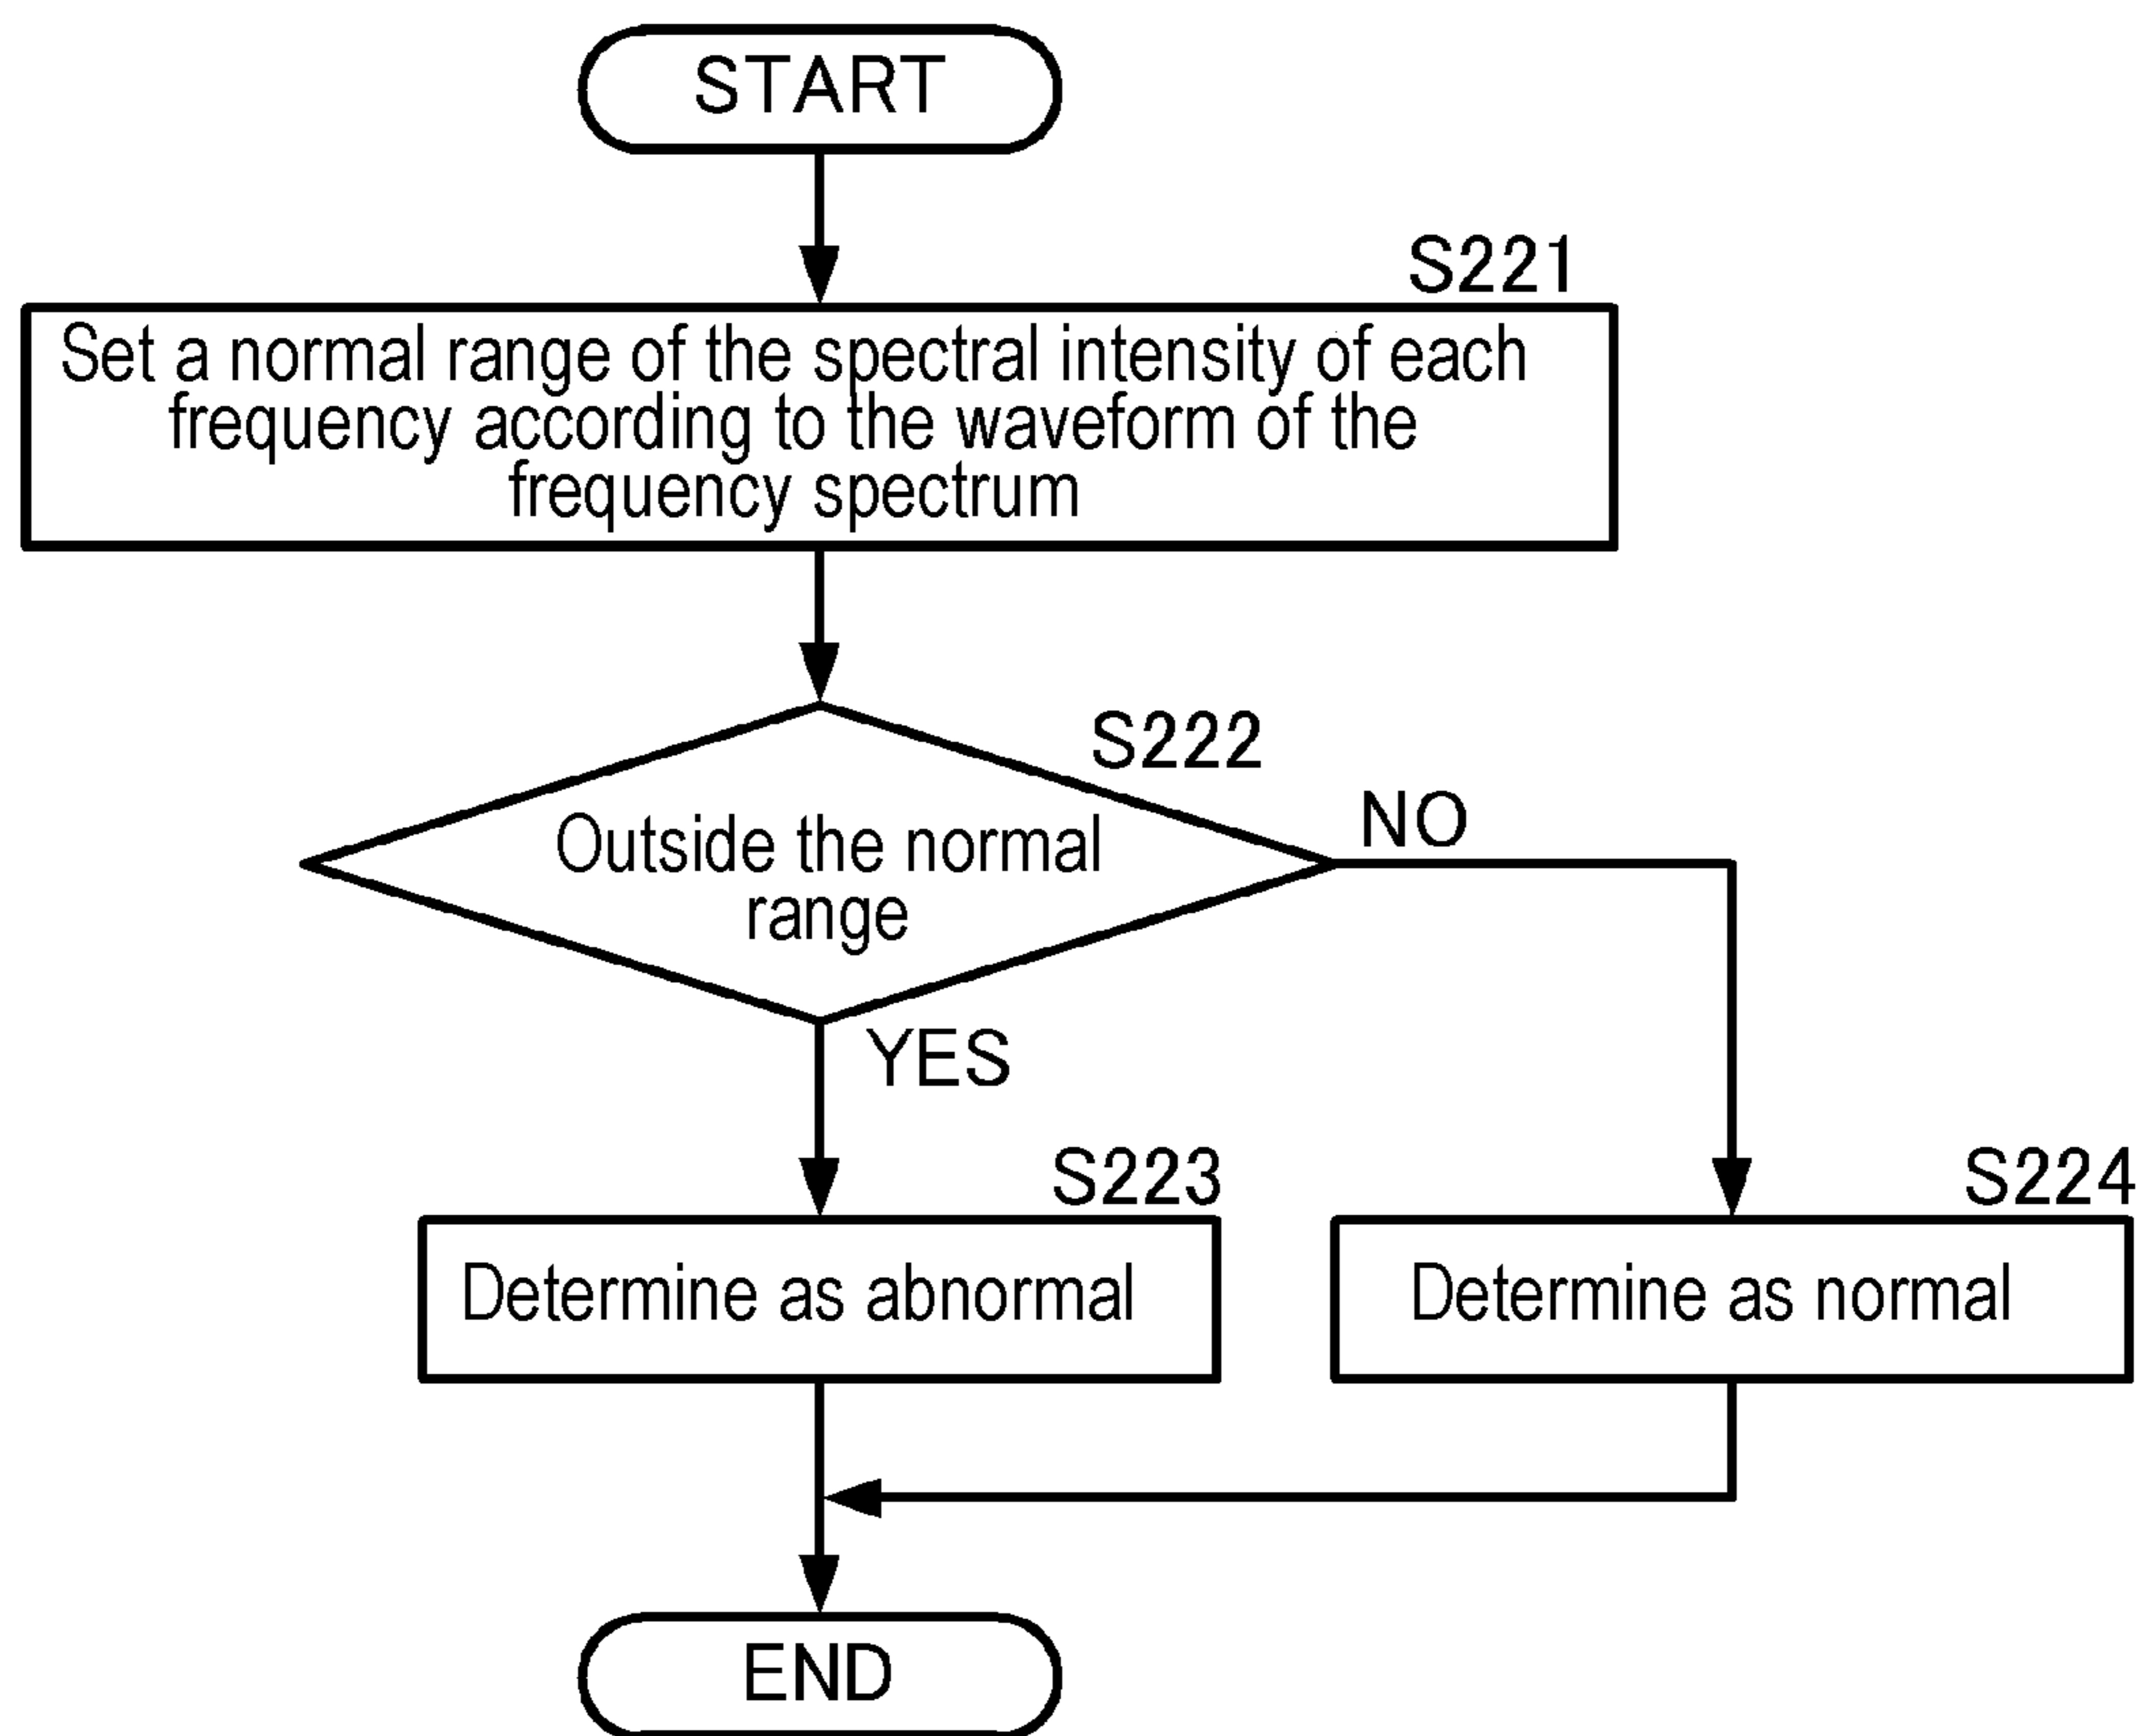 START
S221
Set a normal range of the spectral intensity of each
frequency according to the waveform of the
frequency spectrum
S222
Outside the normal
range
NO
YES
S223
Determine as abnormal
S224
Determine as normal
END